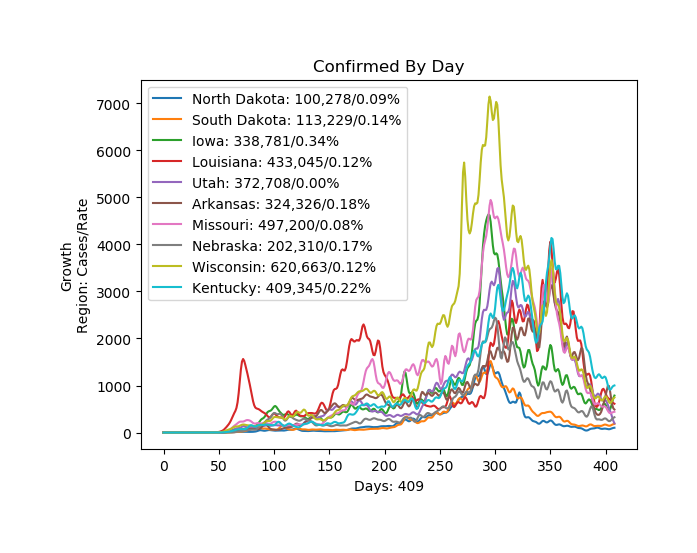 Confirmed By Day
Growth
Region: Cases/Rate
7000
6000
5000
4000
3000
2000
1000
0
North Dakota: 100,278/0.09%
South Dakota: 113,229/0.14%
Iowa: 338,781/0.34%
Louisiana: 433,045/0.12%
Utah: 372,708/0.00%
Arkansas: 324,326/0.18%
Missouri: 497,200/0.08%
Nebraska: 202,310/0.17%
Wisconsin: 620,663/0.12%
Kentucky: 409,345/0.22%
0 50 100 150 200 250 300 350 400
Days: 409